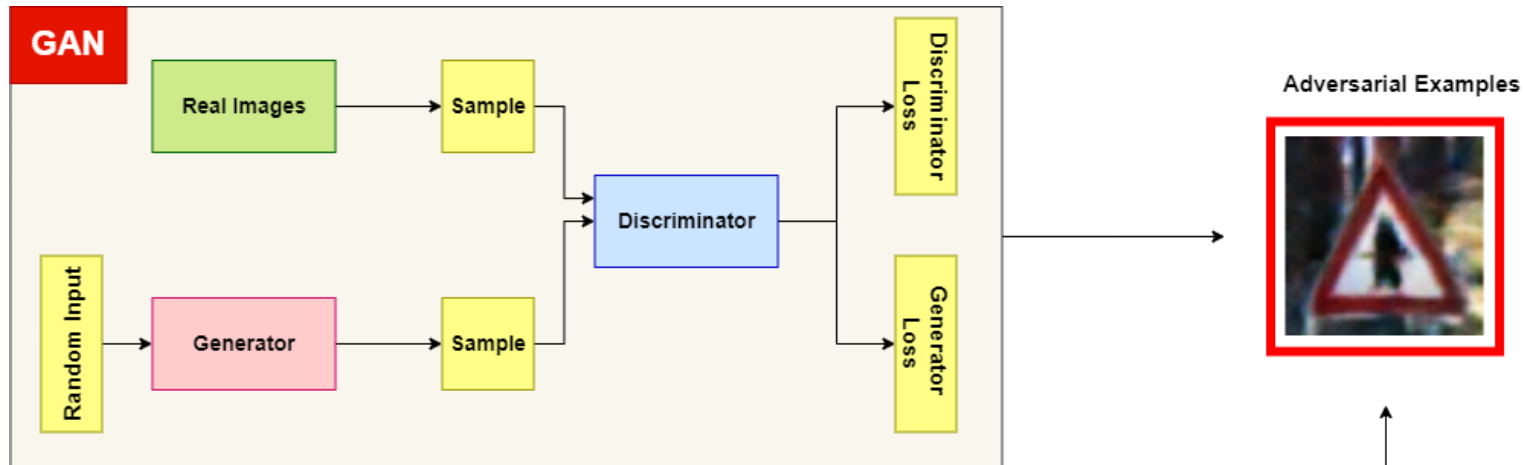 GAN
Real Images
Sample
Discriminator
Loss
Adversarial Examples
Discriminator
Random Input
Generator
Sample
Generator
Loss